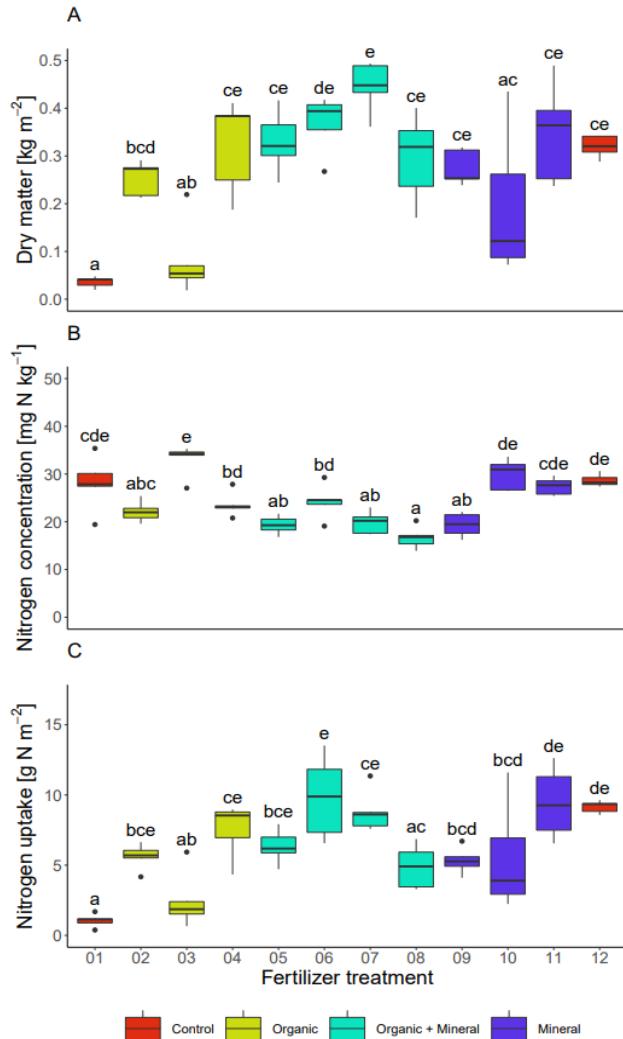 A
Dry matter [kg m⁻²]
0.5
0.4
0.3
0.2
0.1
0.0
a
bcd
ab
ce
ce
de
e
ce
ce
ac
ce
ce
B
Nitrogen concentration [mg N kg⁻¹]
50
40
30
20
10
0
cde
abc
e
bd
ab
bd
ab
a
ab
de
cde
de
C
Nitrogen uptake [g N m⁻²]
15
10
5
0
a
bce
ab
ce
bce
e
ce
ac
bcd
bcd
de
de
01 02 03 04 05 06 07 08 09 10 11 12
Fertilizer treatment
Control Organic Organic + Mineral Mineral